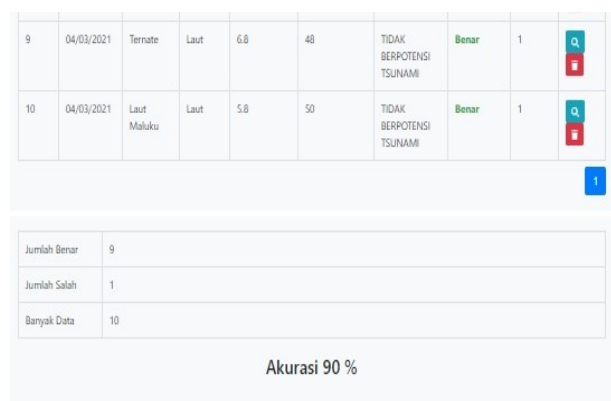 9 04/03/2021 Ternate Laut 6.8 48 TIDAK Benar 1
BERPOTENSI
TSUNAMI
10 04/03/2021 Laut Laut 5.8 50 TIDAK Benar 1
Maluku BERPOTENSI
TSUNAMI
1
Jumlah Benar 9
Jumlah Salah 1
Banyak Data 10
Akurasi 90 %